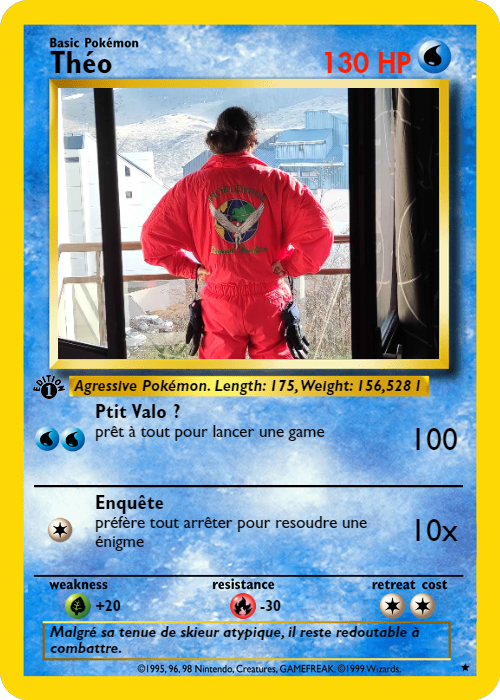 Basic Pokémon
Théo
130 HP
EDITION
1
Agressive Pokémon. Length: 175, Weight: 156,528 l
Ptit Valo ?
prêt à tout pour lancer une game
100
Enquête
préfère tout arrêter pour resoudre une
énigme
10x
weakness
resistance
retreat cost
+20
-30
Malgré sa tenue de skieur atypique, il reste redoutable à
combattre.
©1995, 96, 98 Nintendo, Creatures, GAMEFREAK. ©1999 Wizards.